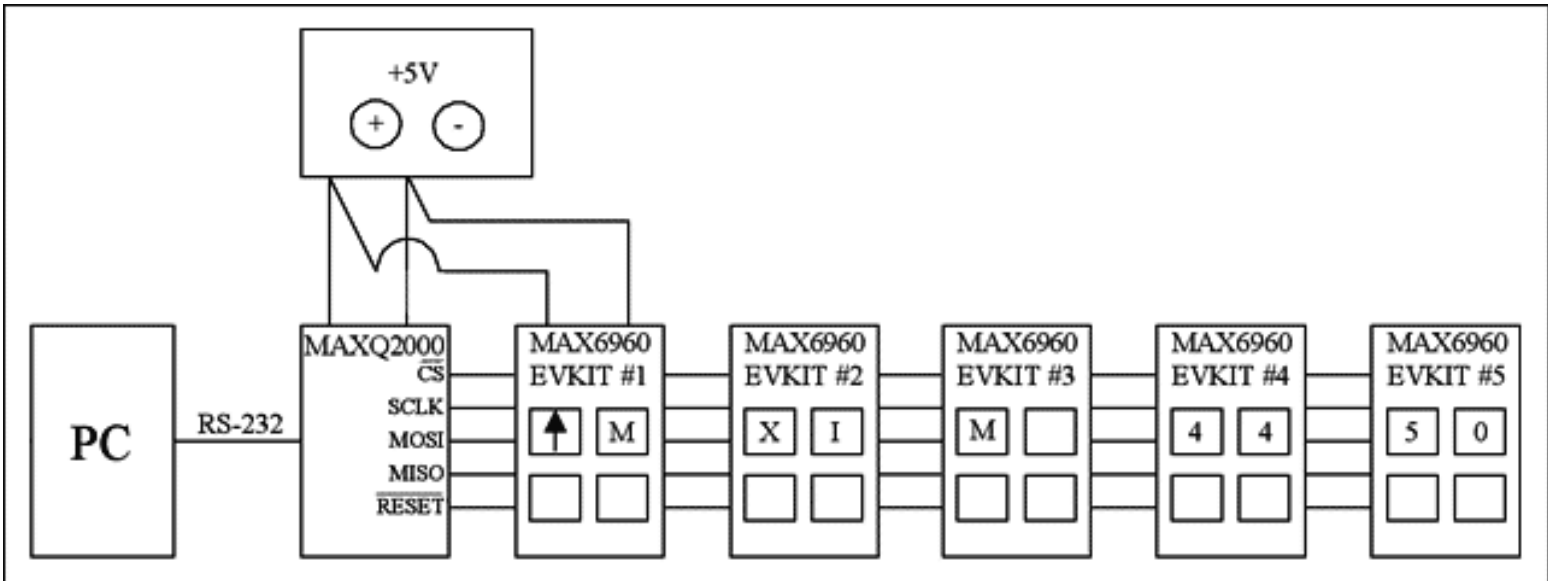 +5V
+ -
MAXQ2000
CS
SCLK
MOSI
MISO
RESET
PC
RS-232
MAX6960
EVKIT #1
M
MAX6960
EVKIT #2
X I
MAX6960
EVKIT #3
M
MAX6960
EVKIT #4
4 4
MAX6960
EVKIT #5
5 0